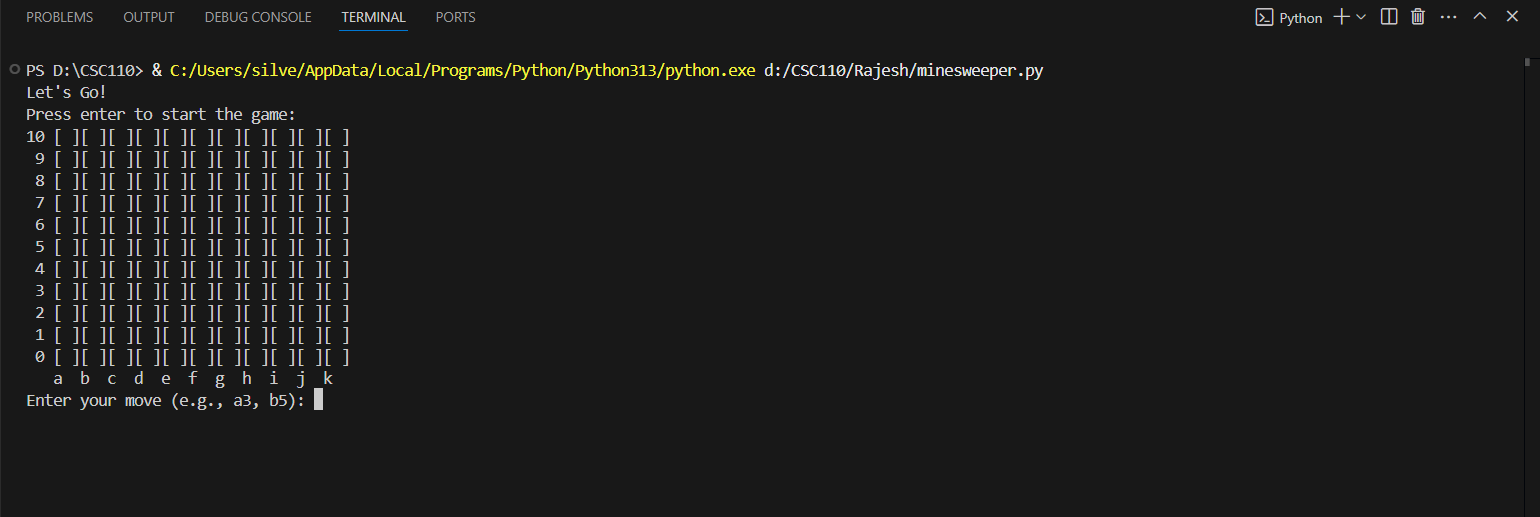 PROBLEMS OUTPUT DEBUG CONSOLE TERMINAL PORTS Python
PS D:\CSC110> & C:/Users/silve/AppData/Local/Programs/Python/Python313/python.exe d:/CSC110/Rajesh/minesweeper.py
Let's Go!
Press enter to start the game:
10 [ ][ ][ ][ ][ ][ ][ ][ ][ ][ ][ ]
 9 [ ][ ][ ][ ][ ][ ][ ][ ][ ][ ][ ]
 8 [ ][ ][ ][ ][ ][ ][ ][ ][ ][ ][ ]
 7 [ ][ ][ ][ ][ ][ ][ ][ ][ ][ ][ ]
 6 [ ][ ][ ][ ][ ][ ][ ][ ][ ][ ][ ]
 5 [ ][ ][ ][ ][ ][ ][ ][ ][ ][ ][ ]
 4 [ ][ ][ ][ ][ ][ ][ ][ ][ ][ ][ ]
 3 [ ][ ][ ][ ][ ][ ][ ][ ][ ][ ][ ]
 2 [ ][ ][ ][ ][ ][ ][ ][ ][ ][ ][ ]
 1 [ ][ ][ ][ ][ ][ ][ ][ ][ ][ ][ ]
 0 [ ][ ][ ][ ][ ][ ][ ][ ][ ][ ][ ]
   a  b  c  d  e  f  g  h  i  j  k
Enter your move (e.g., a3, b5):